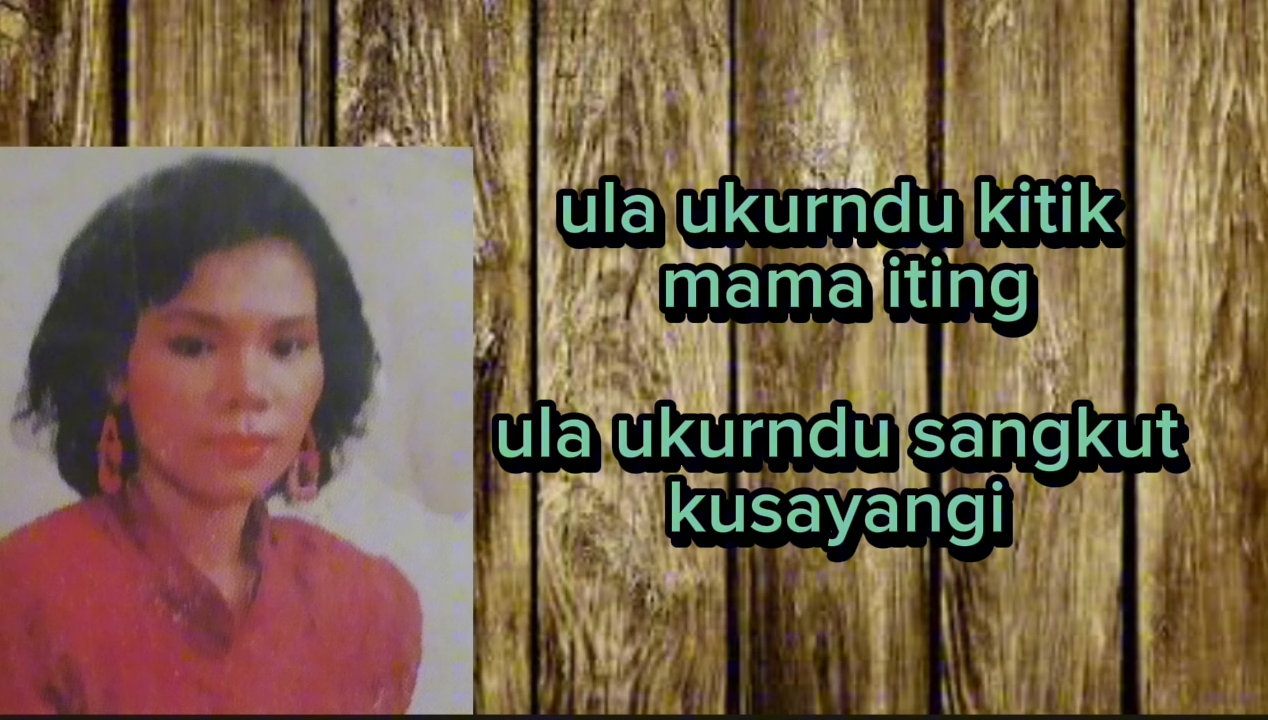 ula ukurndu kitik
mama iting
ula ukurndu sangkut
kusayangi